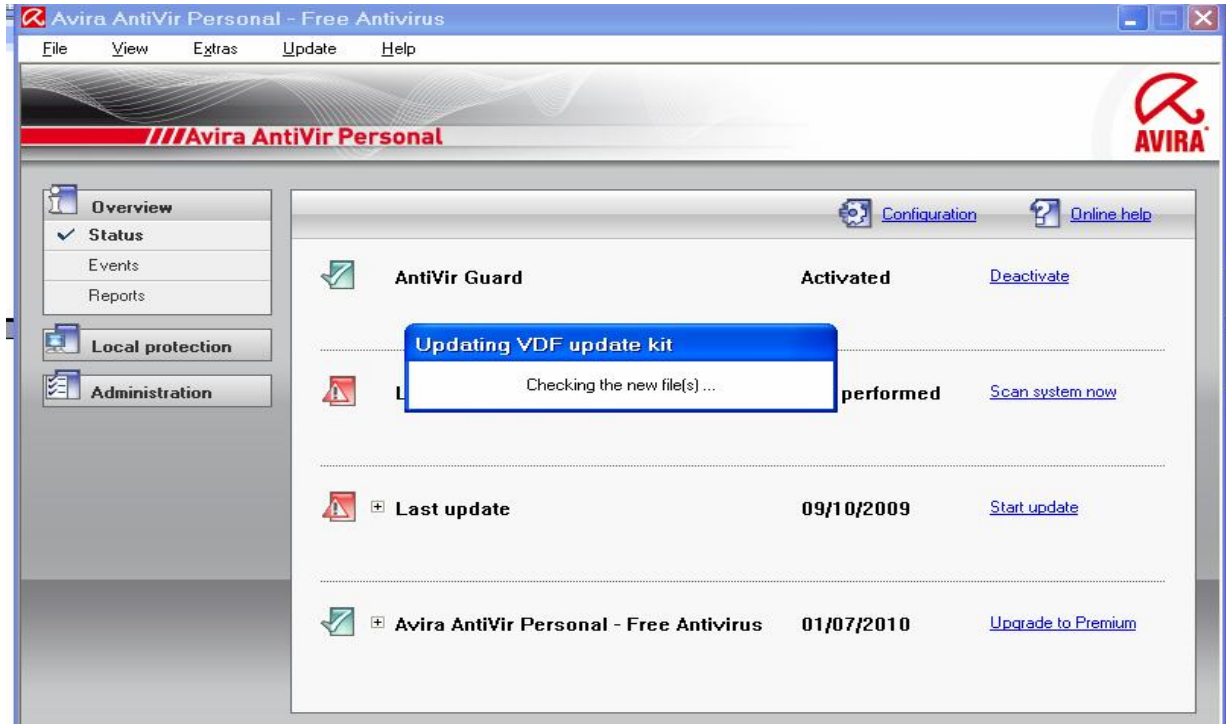 Avira AntiVir Personal - Free Antivirus
File View Extras Update Help
////Avira AntiVir Personal
AVIRA
Overview
Status
Events
Reports
Local protection
Administration
Configuration Online help
AntiVir Guard Activated Deactivate
Updating VDF update kit
Checking the new file(s) ...
L performed Scan system now
Last update 09/10/2009 Start update
Avira AntiVir Personal - Free Antivirus 01/07/2010 Upgrade to Premium